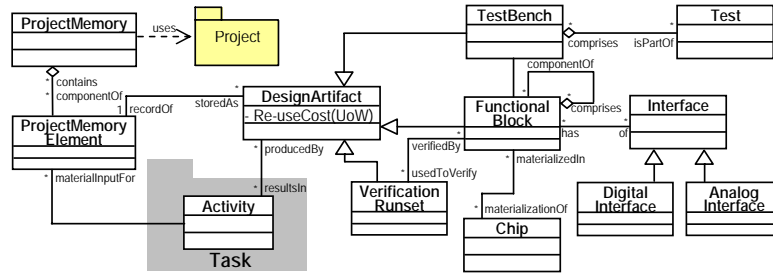 ProjectMemory
uses
Project
TestBench
*
comprises
*
isPartOf
Test
contains
*
*
componentOf
1
recordOf
*
storedAs
DesignArtifact
- Re-useCost(UoW)
componentOf
*
Functional
Block
*
comprises
Interface
ProjectMemory
Element
*
has
*
of
*
materialInputFor
*
producedBy
verifiedBy
*
*
materializedIn
*
resultsIn
*
usedToVerify
Activity
Verification
Runset
*
materializationOf
Digital
Interface
Analog
Interface
Chip
Task